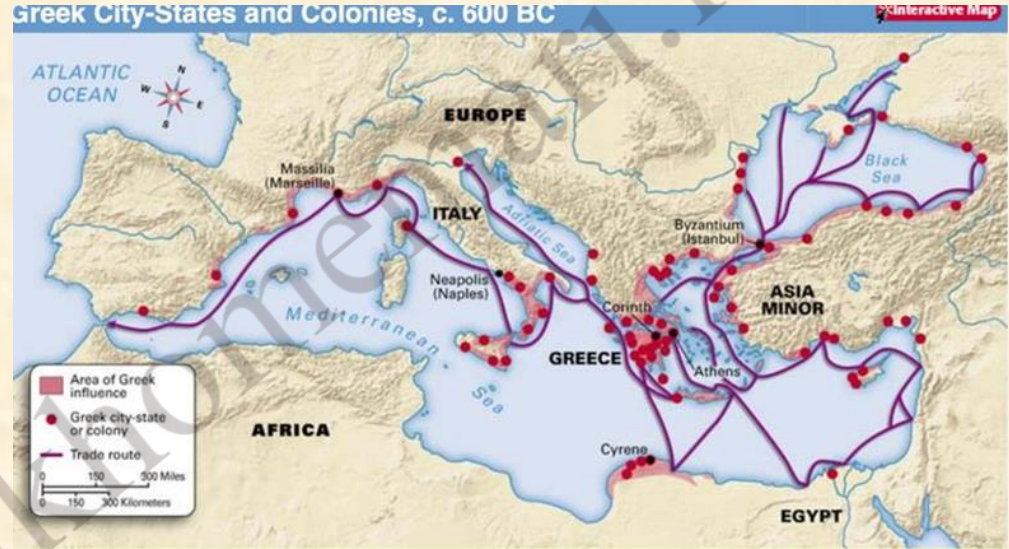 Greek City-States and Colonies, c. 600 BC
Interactive Map
ATLANTIC
OCEAN
N
W
E
S
EUROPE
Massilia
(Marseille)
ITALY
Adriatic Sea
Black
Sea
Byzantium
(Istanbul)
Neapolis
(Naples)
ASIA
MINOR
Corinth
Mediterranean
Sea
GREECE
Athens
AFRICA
Cyrene
EGYPT
Area of Greek
influence
Greek city-state
or colony
Trade route
0 150 300 Miles
0 150 300 Kilometers